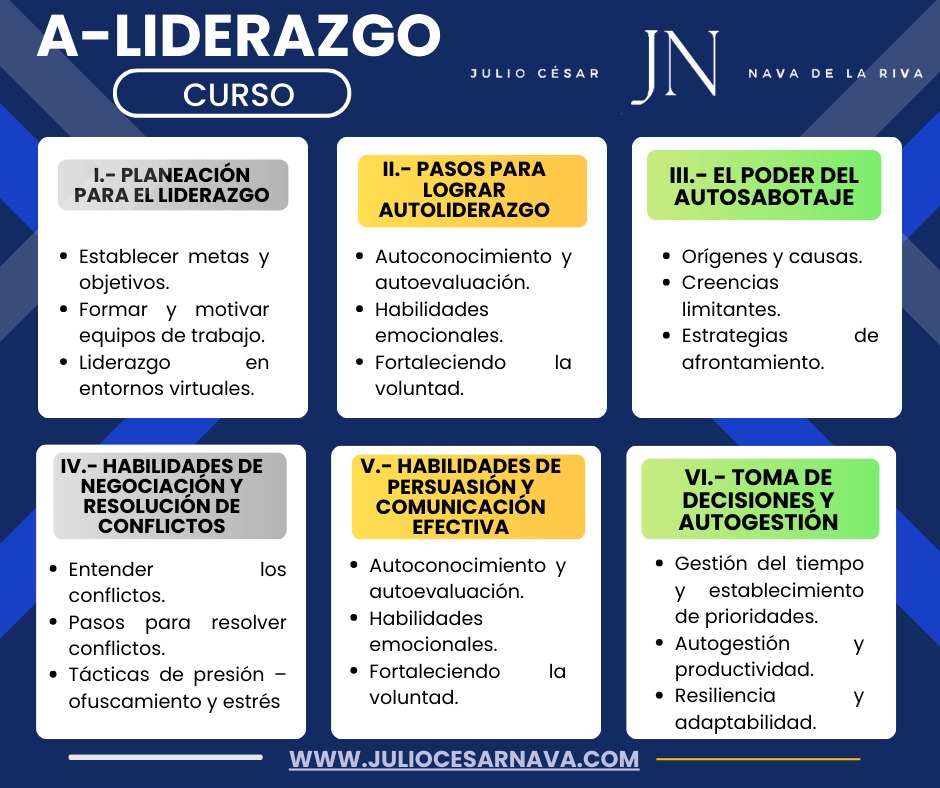 A-LIDERAZGO
CURSO
JULIO CÉSAR JN NAVA DE LA RIVA
I.- PLANEACIÓN
PARA EL LIDERAZGO
• Establecer metas y
objetivos.
• Formar y motivar
equipos de trabajo.
• Liderazgo en
entornos virtuales.
II.- PASOS PARA
LOGRAR
AUTOLIDERAZGO
• Autoconocimiento y
autoevaluación.
• Habilidades
emocionales.
• Fortaleciendo la
voluntad.
III.- EL PODER DEL
AUTOSABOTAJE
• Orígenes y causas.
• Creencias
limitantes.
• Estrategias de
afrontamiento.
IV.- HABILIDADES DE
NEGOCIACIÓN Y
RESOLUCIÓN DE
CONFLICTOS
• Entender los
conflictos.
• Pasos para resolver
conflictos.
• Tácticas de presión –
ofuscamiento y estrés
V.- HABILIDADES DE
PERSUASIÓN Y
COMUNICACIÓN
EFECTIVA
• Autoconocimiento y
autoevaluación.
• Habilidades
emocionales.
• Fortaleciendo la
voluntad.
VI.- TOMA DE
DECISIONES Y
AUTOGESTIÓN
• Gestión del tiempo
y establecimiento
de prioridades.
• Autogestión y
productividad.
• Resiliencia y
adaptabilidad.
WWW.JULIOCESARNAVA.COM